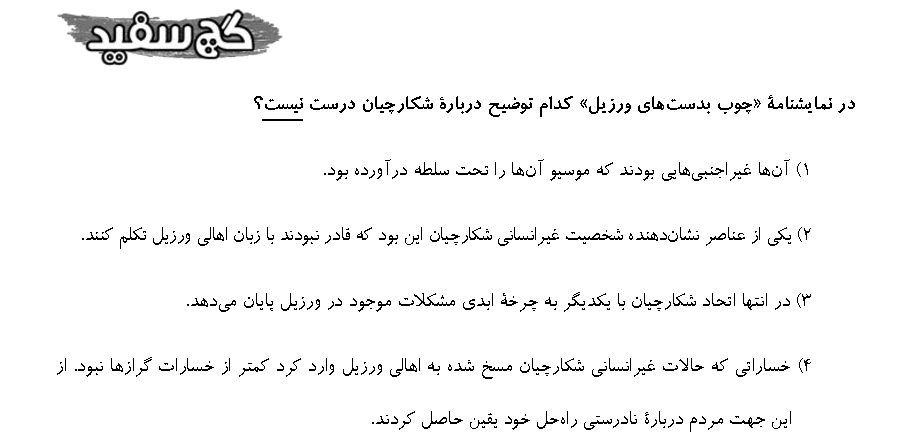 گچ سفید
در نمایشنامهٔ «چوب بدست‌های ورزیل» کدام توضیح دربارهٔ شکارچیان درست نیست؟
۱) آن‌ها غیراجنبی‌هایی بودند که موسیو آن‌ها را تحت سلطه درآورده بود.
۲) یکی از عناصر نشان‌دهنده شخصیت غیرانسانی شکارچیان این بود که قادر نبودند با زبان اهالی ورزیل تکلم کنند.
۳) در انتها اتحاد شکارچیان با یکدیگر به چرخهٔ ابدی مشکلات موجود در ورزیل پایان می‌دهد.
۴) خساراتی که حالات غیرانسانی شکارچیان مسخ شده به اهالی ورزیل وارد کرد کمتر از خسارات گرازها نبود. از
این جهت مردم دربارهٔ نادرستی راه‌حل خود یقین حاصل کردند.